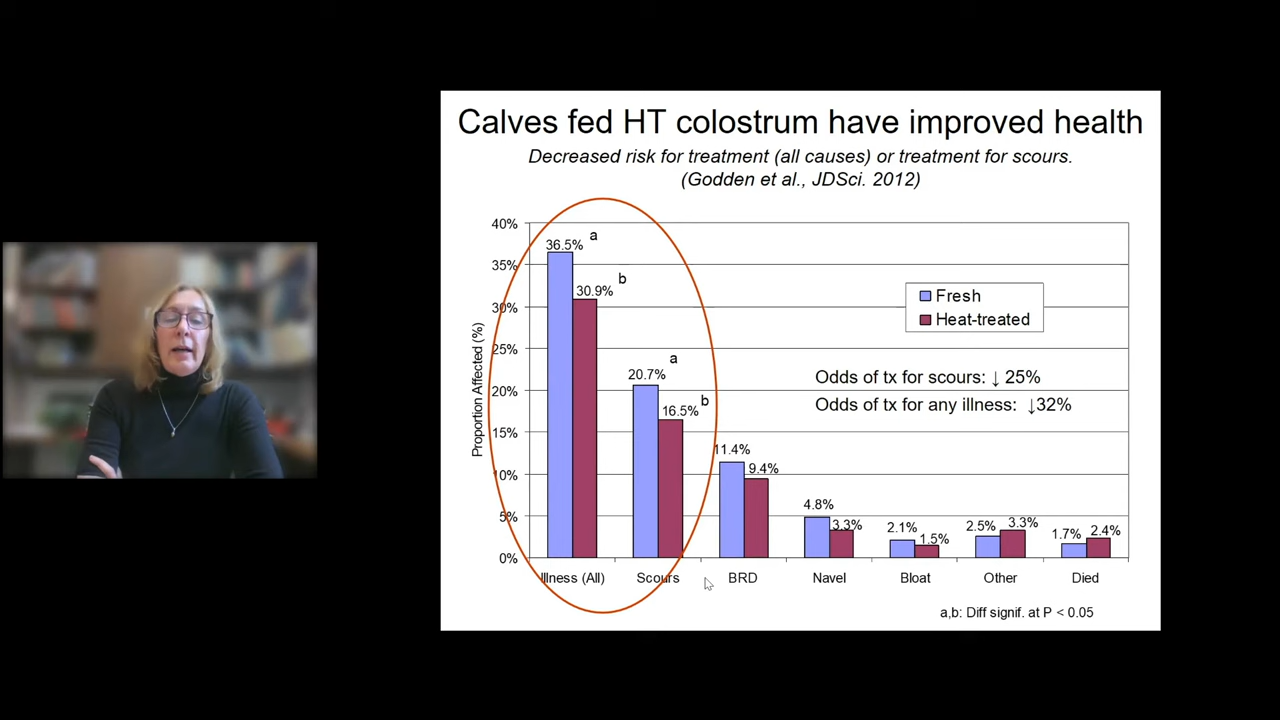 Calves fed HT colostrum have improved health
Decreased risk for treatment (all causes) or treatment for scours.
(Godden et al., JDSci. 2012)
40%
35%
30%
25%
20%
15%
10%
5%
0%
Proportion Affected (%)
36.5%
a
30.9%
b
20.7%
a
16.5%
b
11.4%
9.4%
4.8%
3.3%
2.1%
1.5%
2.5%
3.3%
1.7%
2.4%
Fresh
Heat-treated
Odds of tx for scours: ↓ 25%
Odds of tx for any illness: ↓32%
Illness (All)
Scours
BRD
Navel
Bloat
Other
Died
a,b: Diff signif. at P < 0.05